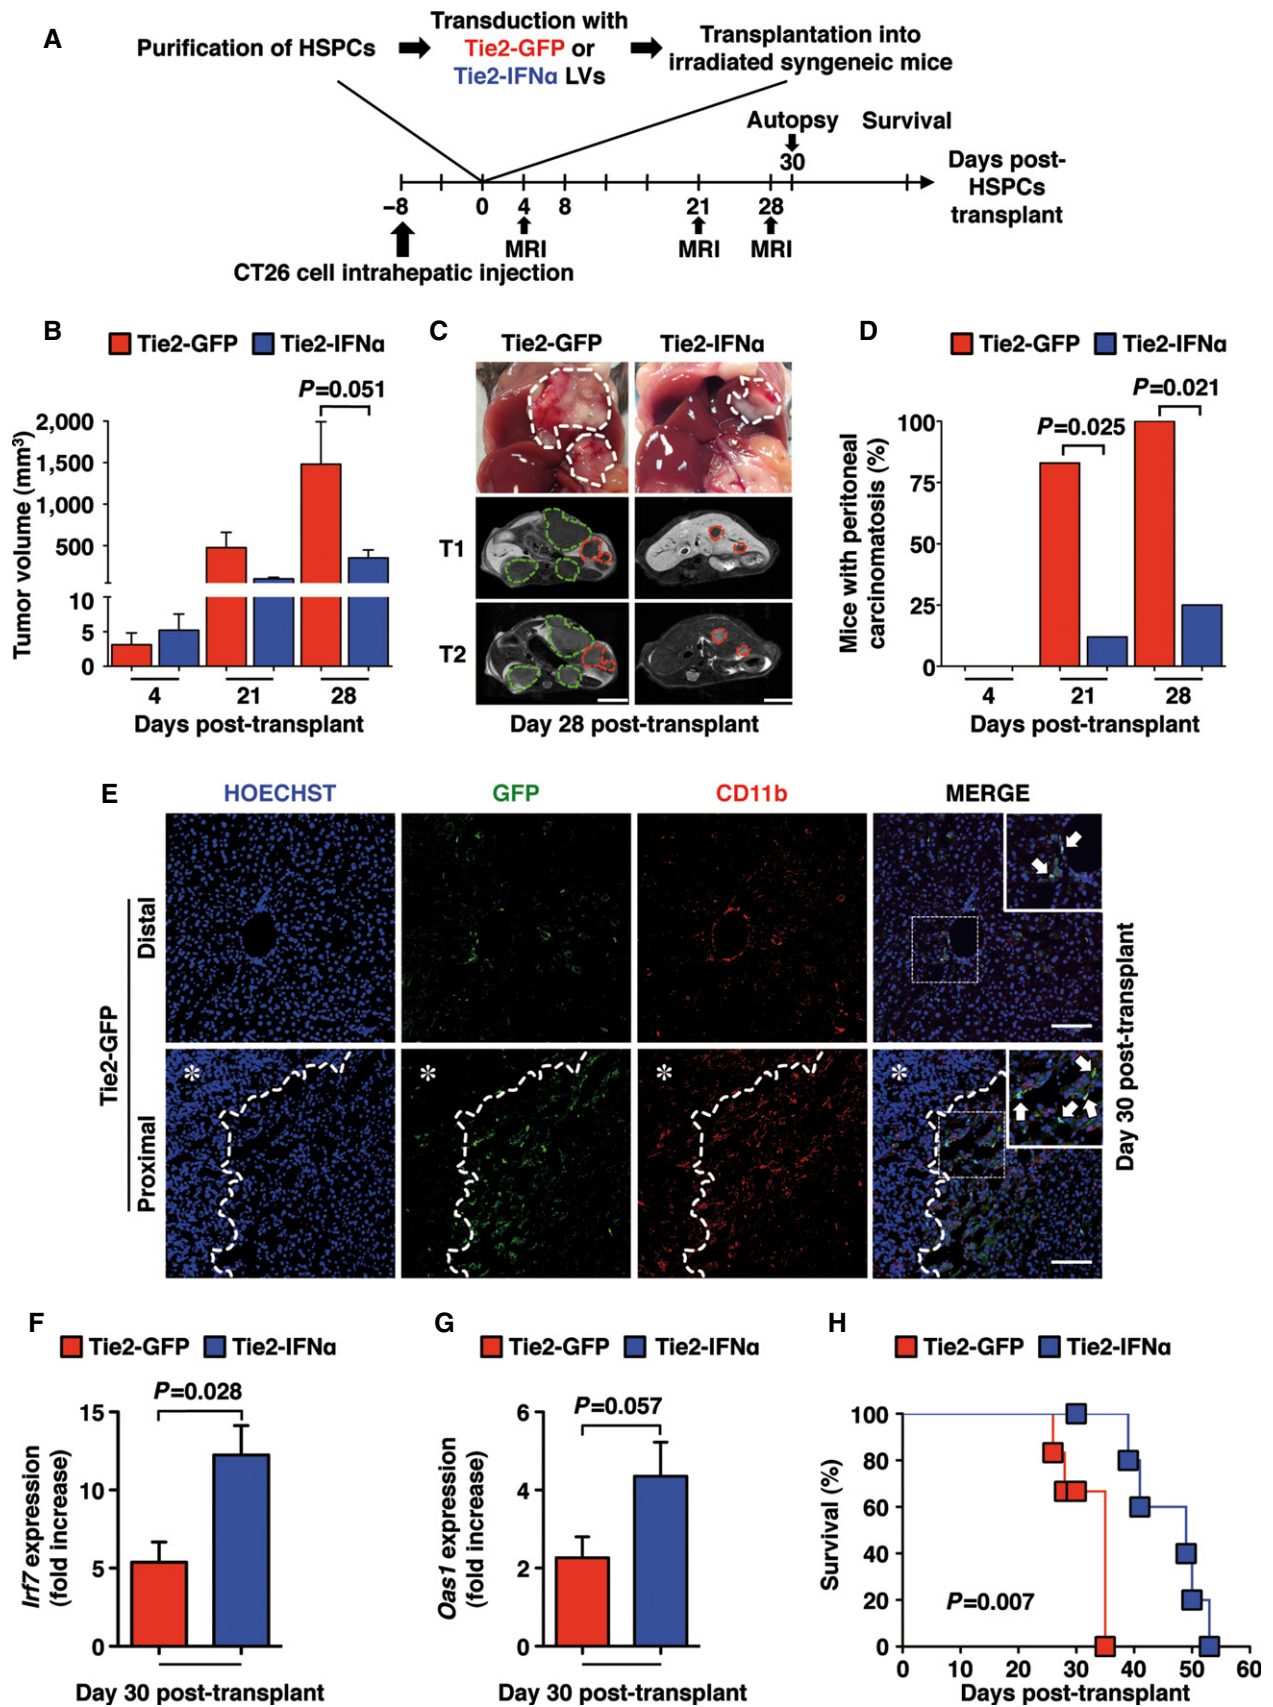 A
Purification of HSPCs
Transduction with
Tie2-GFP or
Tie2-IFNα LVs
Transplantation into
irradiated syngeneic mice
Autopsy
Survival
30
Days post-
HSPCs
transplant
–8
0
4
8
21
28
MRI
MRI
MRI
CT26 cell intrahepatic injection
B
Tie2-GFP
Tie2-IFNα
P=0.051
Tumor volume (mm³)
2,000
1,500
1,000
500
10
5
0
4
21
28
Days post-transplant
C
Tie2-GFP
Tie2-IFNα
T1
T2
Day 28 post-transplant
D
Tie2-GFP
Tie2-IFNα
P=0.021
P=0.025
Mice with peritoneal
carcinomatosis (%)
100
75
50
25
0
4
21
28
Days post-transplant
E
HOECHST
GFP
CD11b
MERGE
Tie2-GFP
Distal
Proximal
*
*
*
*
Day 30 post-transplant
F
Tie2-GFP
Tie2-IFNα
P=0.028
Irf7 expression
(fold increase)
15
10
5
0
Day 30 post-transplant
G
Tie2-GFP
Tie2-IFNα
P=0.057
Oas1 expression
(fold increase)
6
4
2
0
Day 30 post-transplant
H
Tie2-GFP
Tie2-IFNα
Survival (%)
100
80
60
40
20
0
P=0.007
0
10
20
30
40
50
60
Days post-transplant